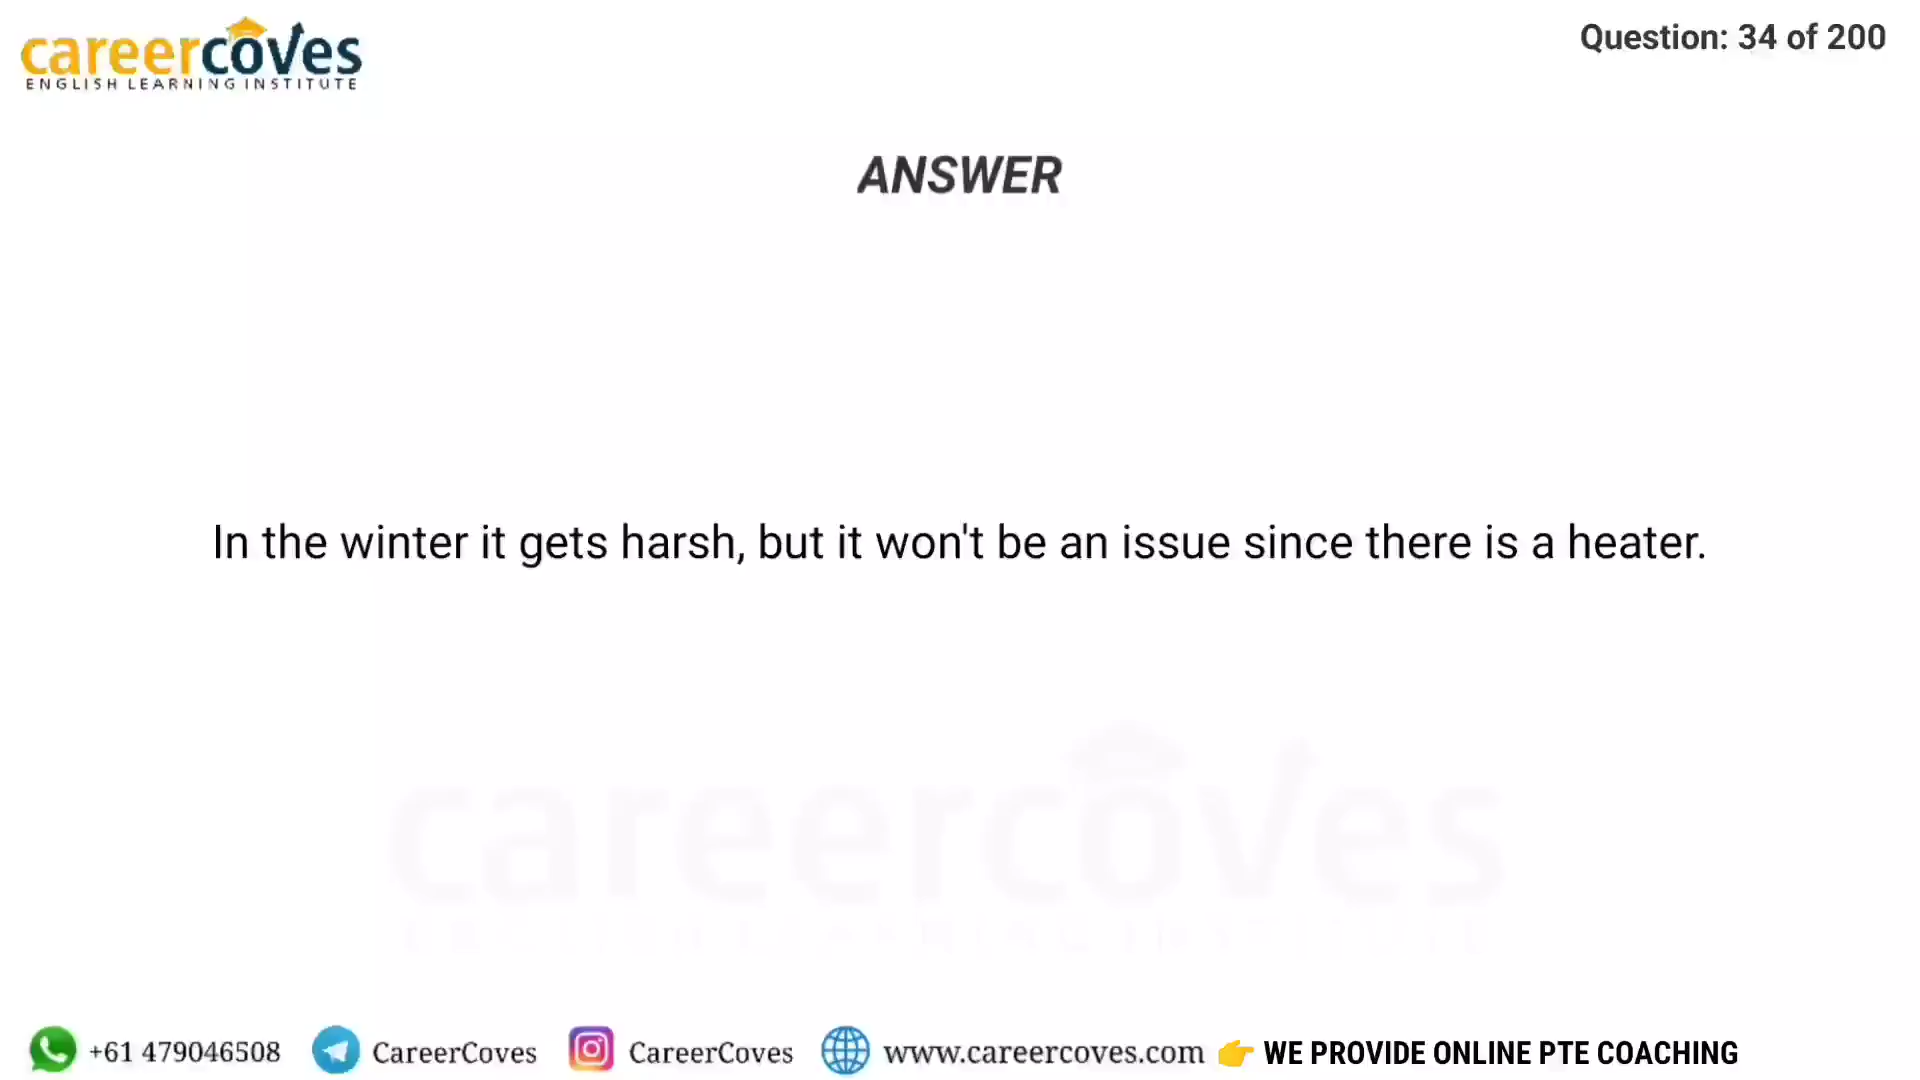 careercoves
ENGLISH LEARNING INSTITUTE
Question: 34 of 200
ANSWER
In the winter it gets harsh, but it won't be an issue since there is a heater.
careercoves
+61 479046508 CareerCoves CareerCoves www.careercoves.com 👉 WE PROVIDE ONLINE PTE COACHING